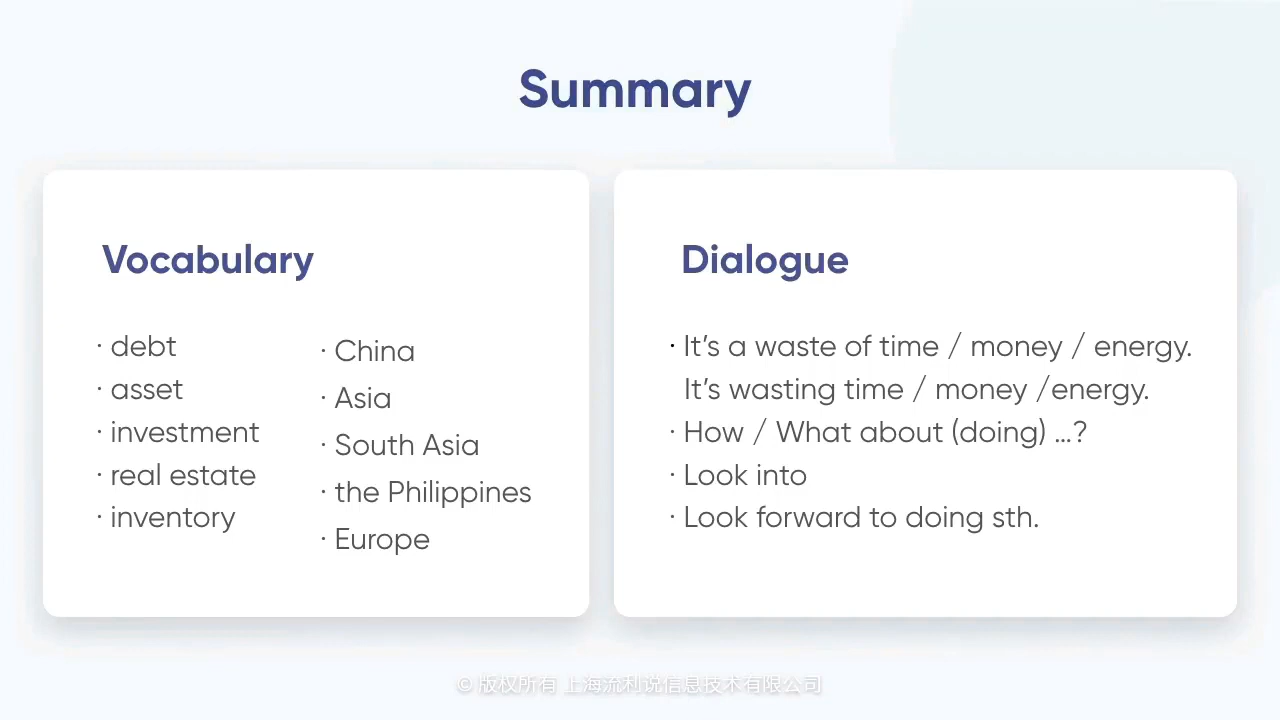 Summary
Vocabulary
· debt
· asset
· investment
· real estate
· inventory
· China
· Asia
· South Asia
· the Philippines
· Europe
Dialogue
· It's a waste of time / money / energy.
It's wasting time / money /energy.
· How / What about (doing) ...?
· Look into
· Look forward to doing sth.
© 版权所有 上海流利说信息技术有限公司